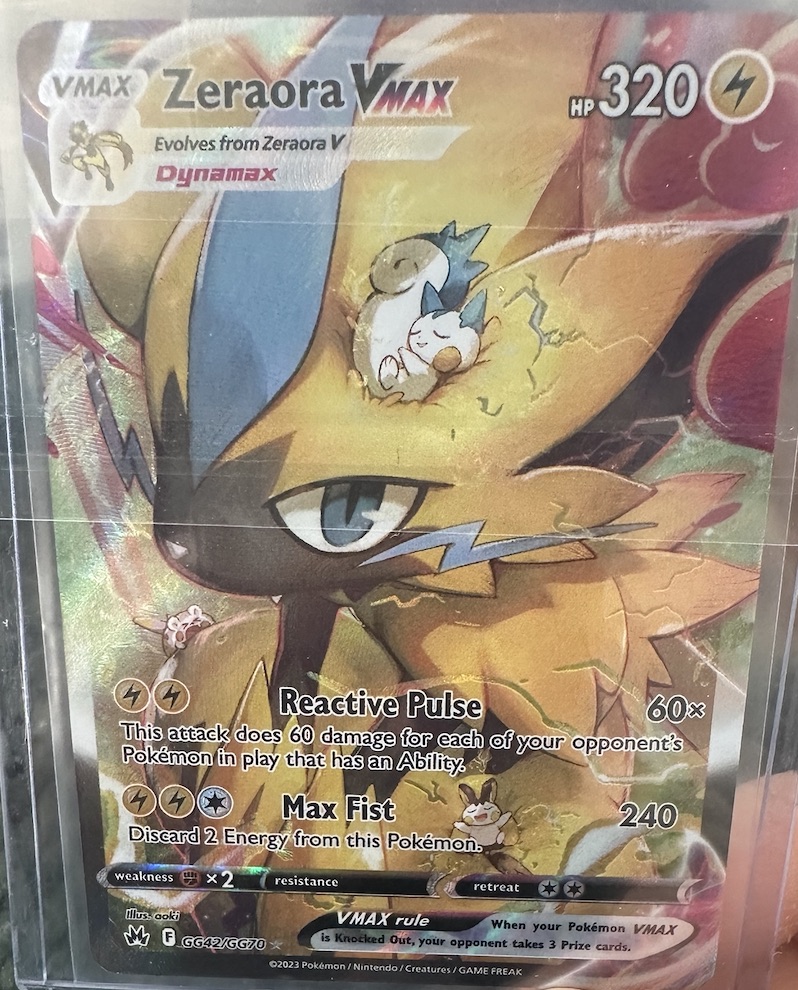 VMAX
Zeraora VMAX
HP 320
Evolves from Zeraora V
Dynamax
Reactive Pulse 60×
This attack does 60 damage for each of your opponent's
Pokémon in play that has an Ability.
Max Fist 240
Discard 2 Energy from this Pokémon.
weakness ×2 resistance retreat
Illus. aoki
F GG42/GG70
VMAX rule When your Pokémon VMAX
is Knocked Out, your opponent takes 3 Prize cards.
©2023 Pokémon / Nintendo / Creatures / GAME FREAK